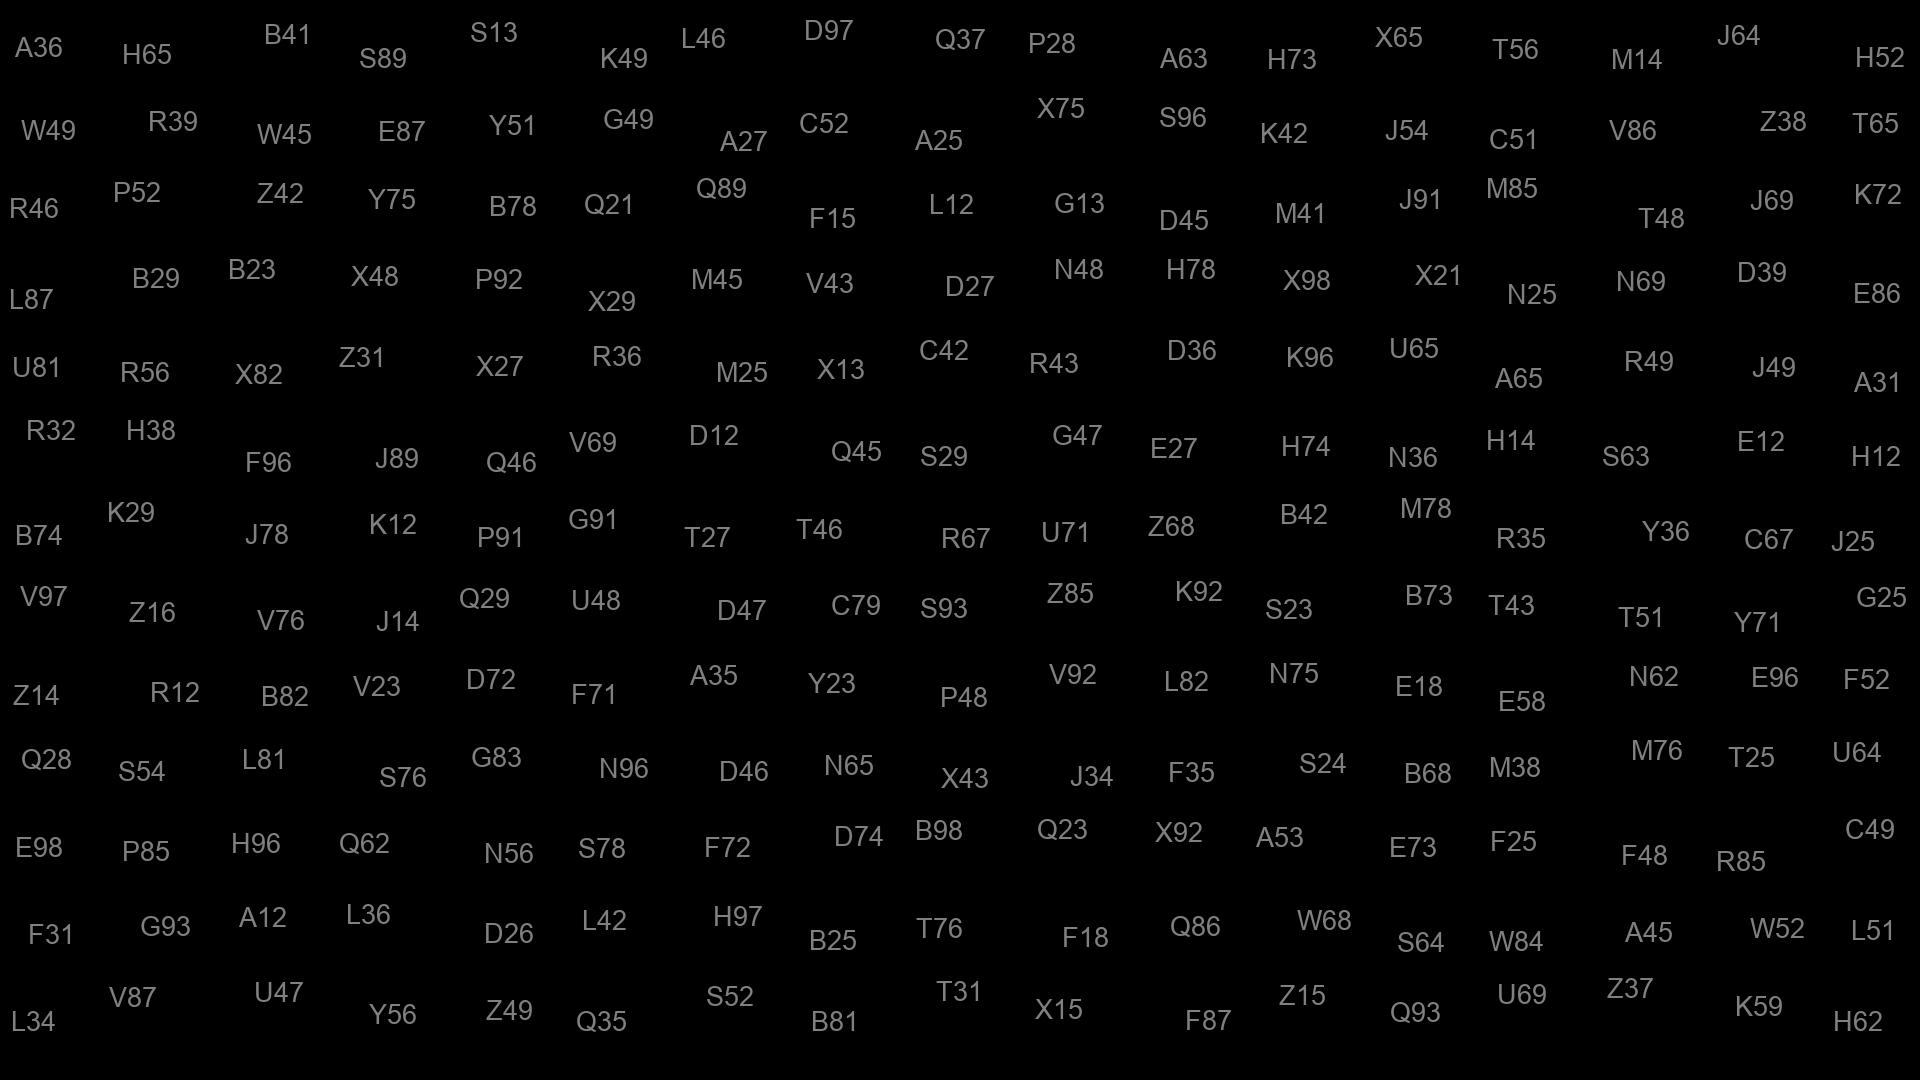 A36 H65 B41 S89 S13 K49 L46 D97 Q37 P28 A63 H73 X65 T56 M14 J64 H52
W49 R39 W45 E87 Y51 G49 A27 C52 A25 X75 S96 K42 J54 C51 V86 Z38 T65
R46 P52 Z42 Y75 B78 Q21 Q89 F15 L12 G13 D45 M41 J91 M85 T48 J69 K72
L87 B29 B23 X48 P92 X29 M45 V43 D27 N48 H78 X98 X21 N25 N69 D39 E86
U81 R56 X82 Z31 X27 R36 M25 X13 C42 R43 D36 K96 U65 A65 R49 J49 A31
R32 H38 F96 J89 Q46 V69 D12 Q45 S29 G47 E27 H74 N36 H14 S63 E12 H12
B74 K29 J78 K12 P91 G91 T27 T46 R67 U71 Z68 B42 M78 R35 Y36 C67 J25
V97 Z16 V76 J14 Q29 U48 D47 C79 S93 Z85 K92 S23 B73 T43 T51 Y71 G25
Z14 R12 B82 V23 D72 F71 A35 Y23 P48 V92 L82 N75 E18 E58 N62 E96 F52
Q28 S54 L81 S76 G83 N96 D46 N65 X43 J34 F35 S24 B68 M38 M76 T25 U64
E98 P85 H96 Q62 N56 S78 F72 D74 B98 Q23 X92 A53 E73 F25 F48 R85 C49
F31 G93 A12 L36 D26 L42 H97 B25 T76 F18 Q86 W68 S64 W84 A45 W52 L51
L34 V87 U47 Y56 Z49 Q35 S52 B81 T31 X15 F87 Z15 Q93 U69 Z37 K59 H62